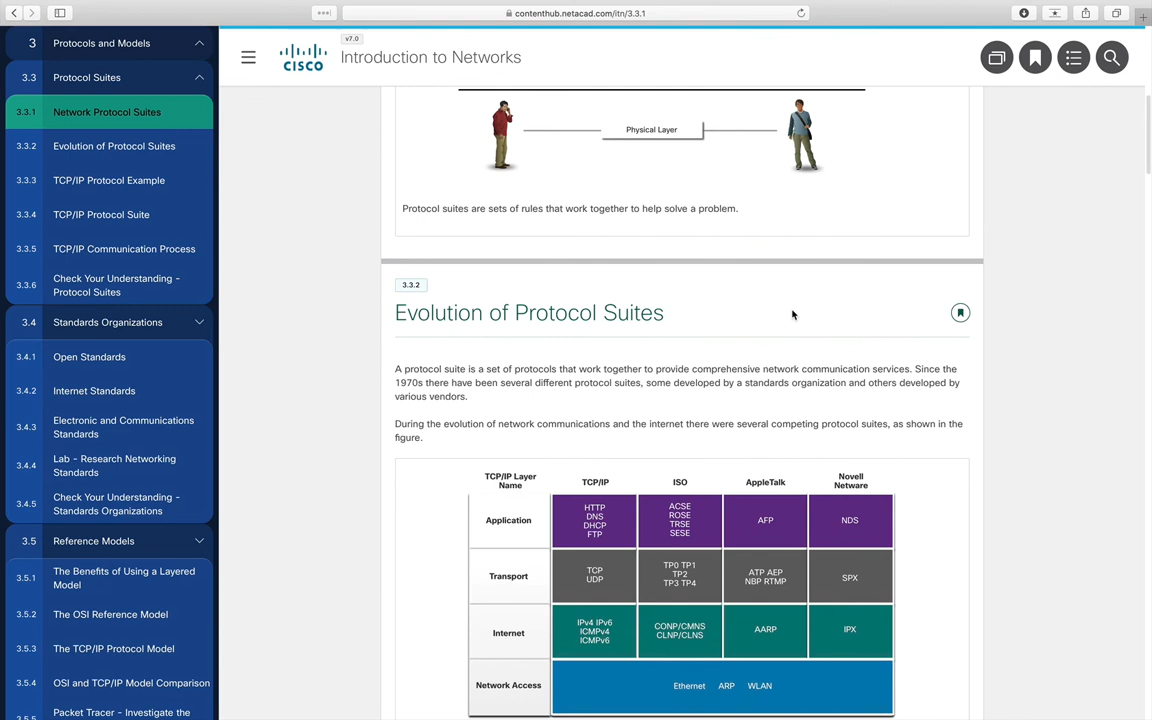 contenthub.netacad.com/itn/3.3.1
3 Protocols and Models
3.3 Protocol Suites
3.3.1 Network Protocol Suites
3.3.2 Evolution of Protocol Suites
3.3.3 TCP/IP Protocol Example
3.3.4 TCP/IP Protocol Suite
3.3.5 TCP/IP Communication Process
3.3.6 Check Your Understanding -
Protocol Suites
3.4 Standards Organizations
3.4.1 Open Standards
3.4.2 Internet Standards
3.4.3 Electronic and Communications
Standards
3.4.4 Lab - Research Networking
Standards
3.4.5 Check Your Understanding -
Standards Organizations
3.5 Reference Models
3.5.1 The Benefits of Using a Layered
Model
3.5.2 The OSI Reference Model
3.5.3 The TCP/IP Protocol Model
3.5.4 OSI and TCP/IP Model Comparison
3.5.5 Packet Tracer - Investigate the
CISCO
v7.0
Introduction to Networks
Physical Layer
Protocol suites are sets of rules that work together to help solve a problem.
3.3.2
Evolution of Protocol Suites
A protocol suite is a set of protocols that work together to provide comprehensive network communication services. Since the
1970s there have been several different protocol suites, some developed by a standards organization and others developed by
various vendors.
During the evolution of network communications and the internet there were several competing protocol suites, as shown in the
figure.
TCP/IP Layer
Name
TCP/IP
ISO
AppleTalk
Novell
Netware
Application
HTTP
DNS
DHCP
FTP
ACSE
ROSE
TRSE
SESE
AFP
NDS
Transport
TCP
UDP
TP0 TP1
TP2
TP3 TP4
ATP AEP
NBP RTMP
SPX
Internet
IPv4 IPv6
ICMPv4
ICMPv6
CONP/CMNS
CLNP/CLNS
AARP
IPX
Network Access
Ethernet ARP WLAN